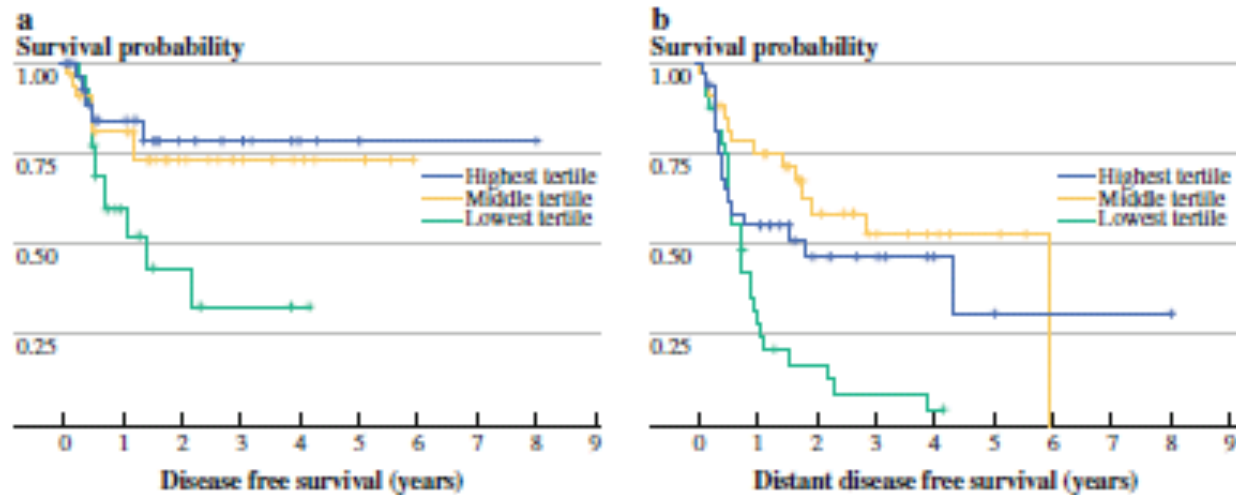 a
Survival probability
1.00
0.75
0.50
0.25
Highest tertile
Middle tertile
Lowest tertile
0 1 2 3 4 5 6 7 8 9
Disease free survival (years)
b
Survival probability
1.00
0.75
0.50
0.25
Highest tertile
Middle tertile
Lowest tertile
0 1 2 3 4 5 6 7 8 9
Distant disease free survival (years)